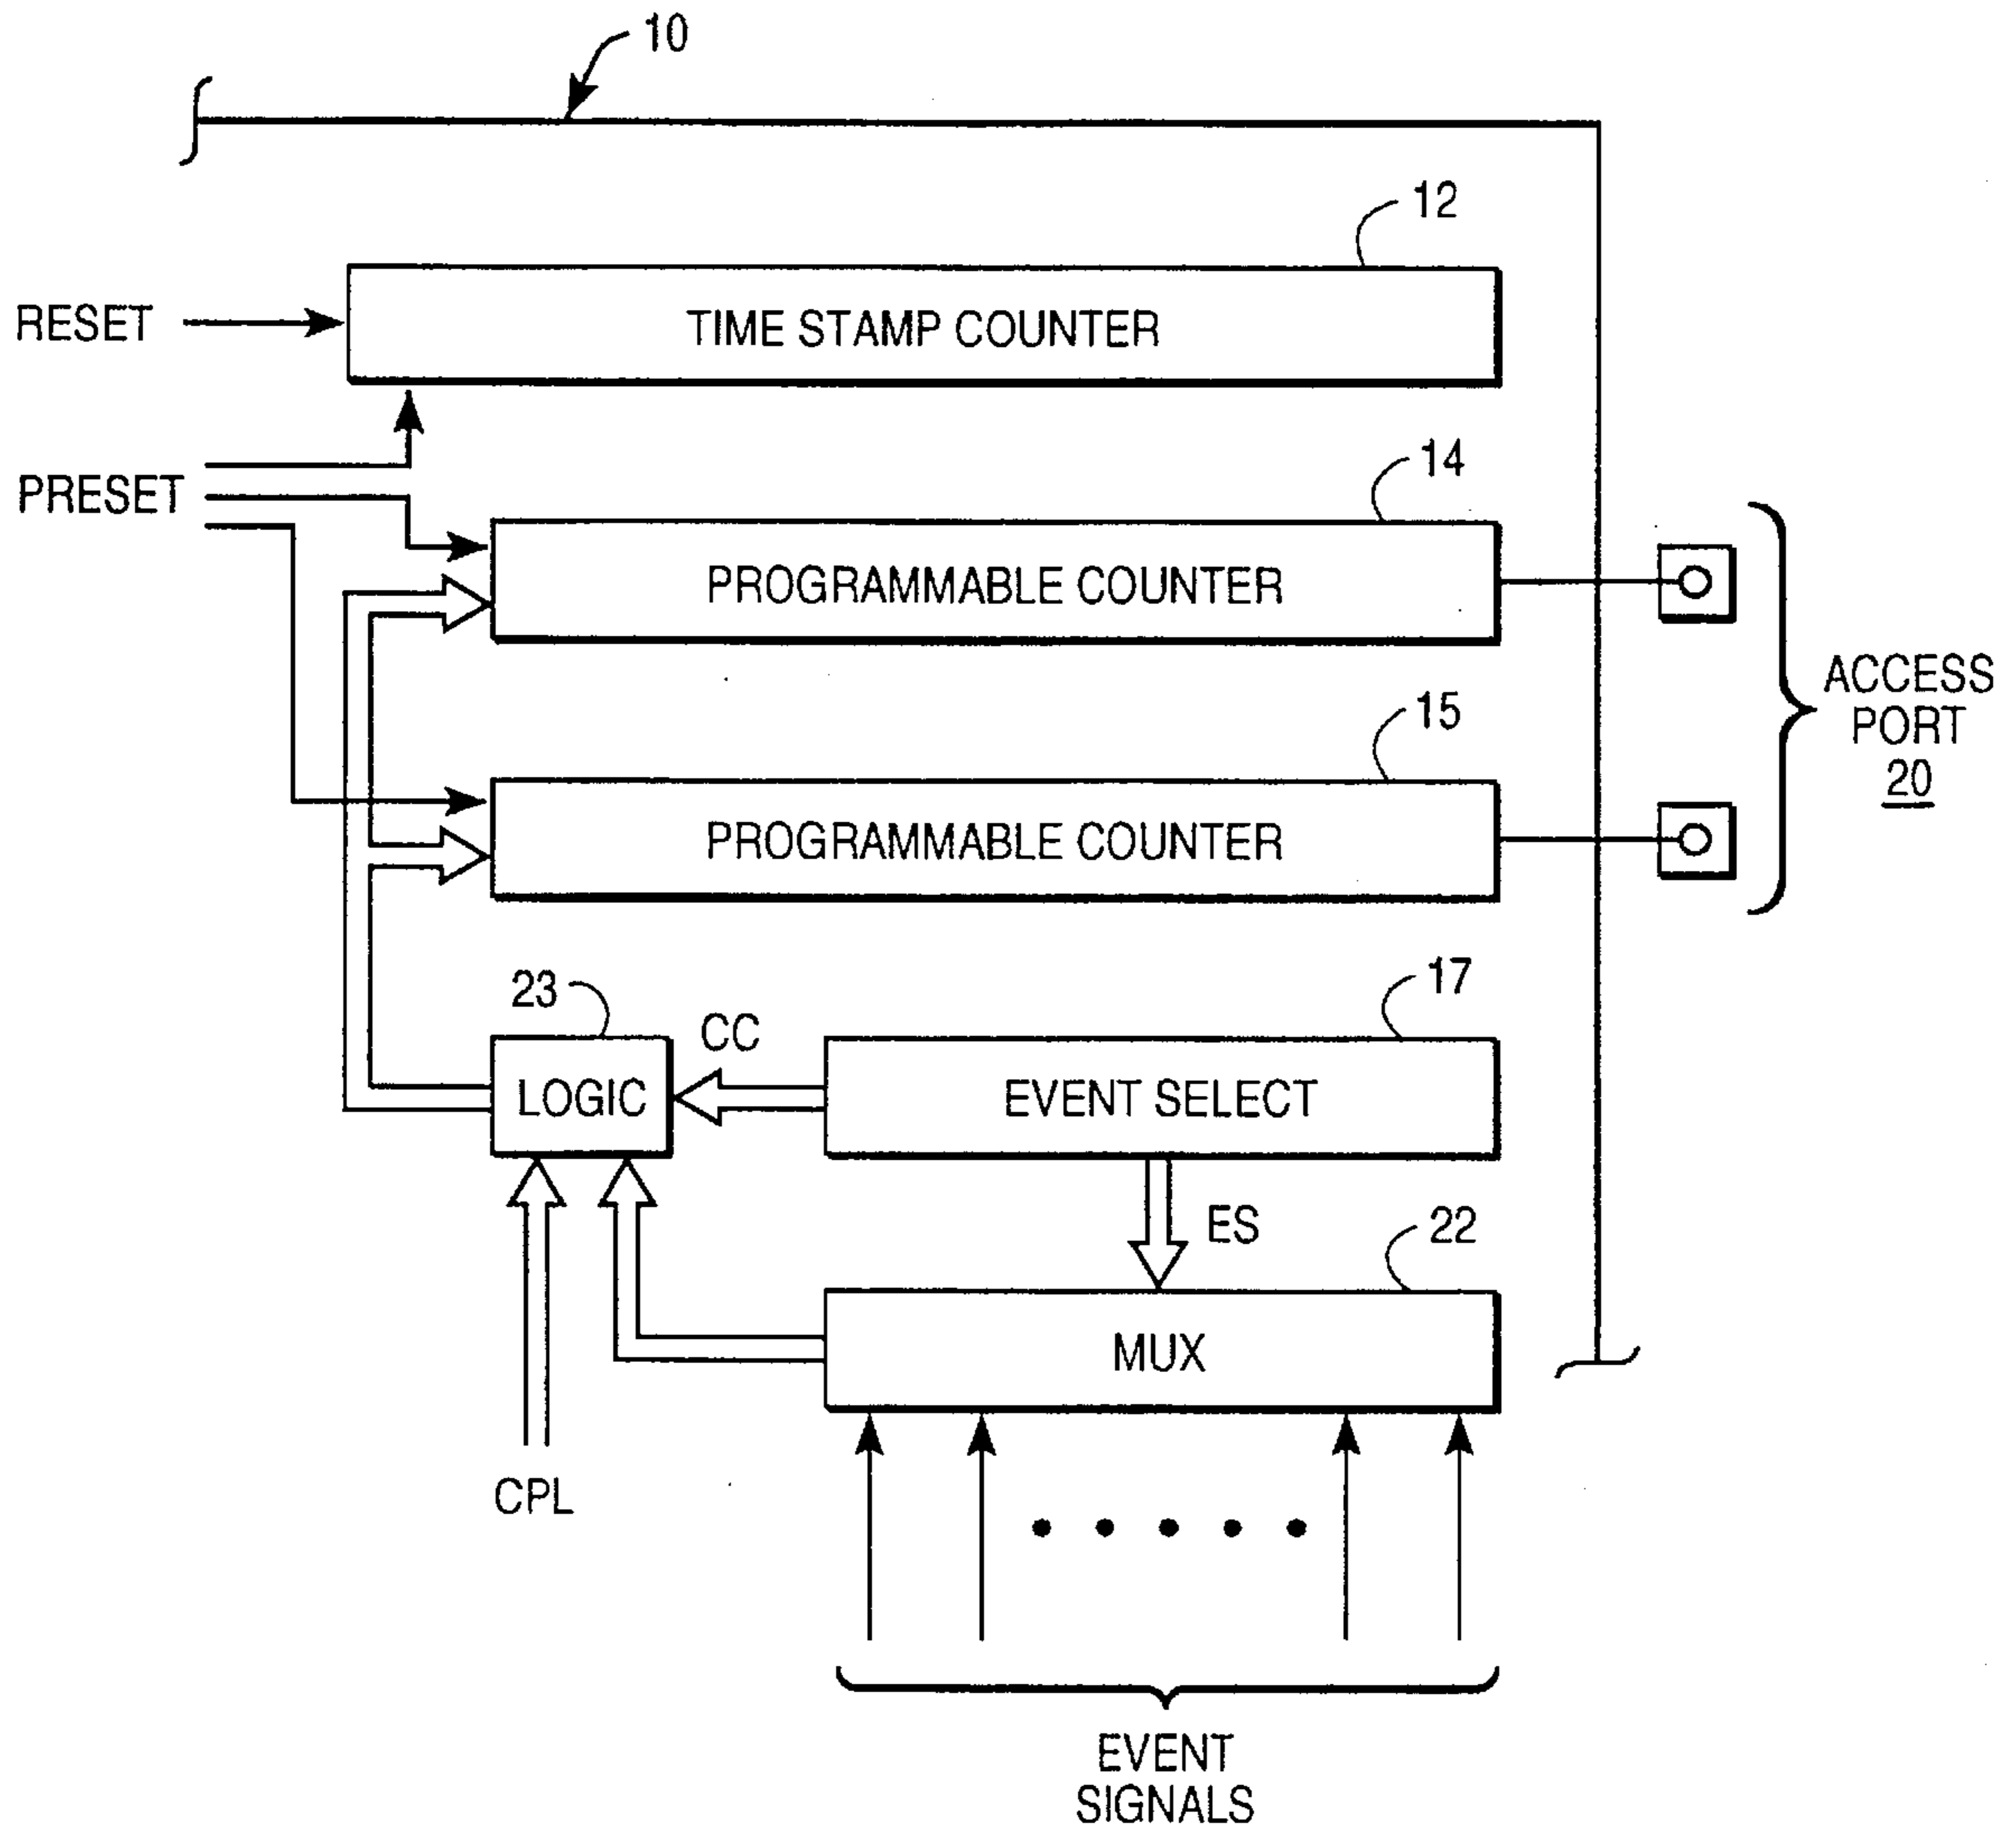 10
12
RESET
TIME STAMP COUNTER
14
PRESET
PROGRAMMABLE COUNTER
ACCESS
PORT
20
15
PROGRAMMABLE COUNTER
23
CC
17
LOGIC
EVENT SELECT
ES
22
MUX
CPL
EVENT
SIGNALS